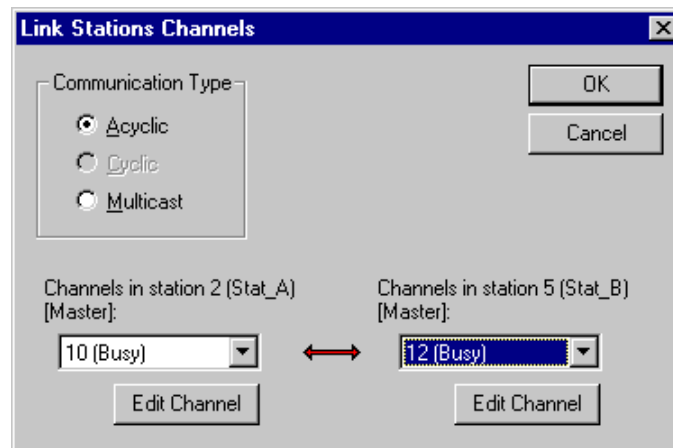 Link Stations Channels
Communication Type
OK
Acyclic
Cancel
Cyclic
Multicast
Channels in station 2 (Stat_A)
[Master]:
Channels in station 5 (Stat_B)
[Master]:
10 (Busy)
12 (Busy)
Edit Channel
Edit Channel